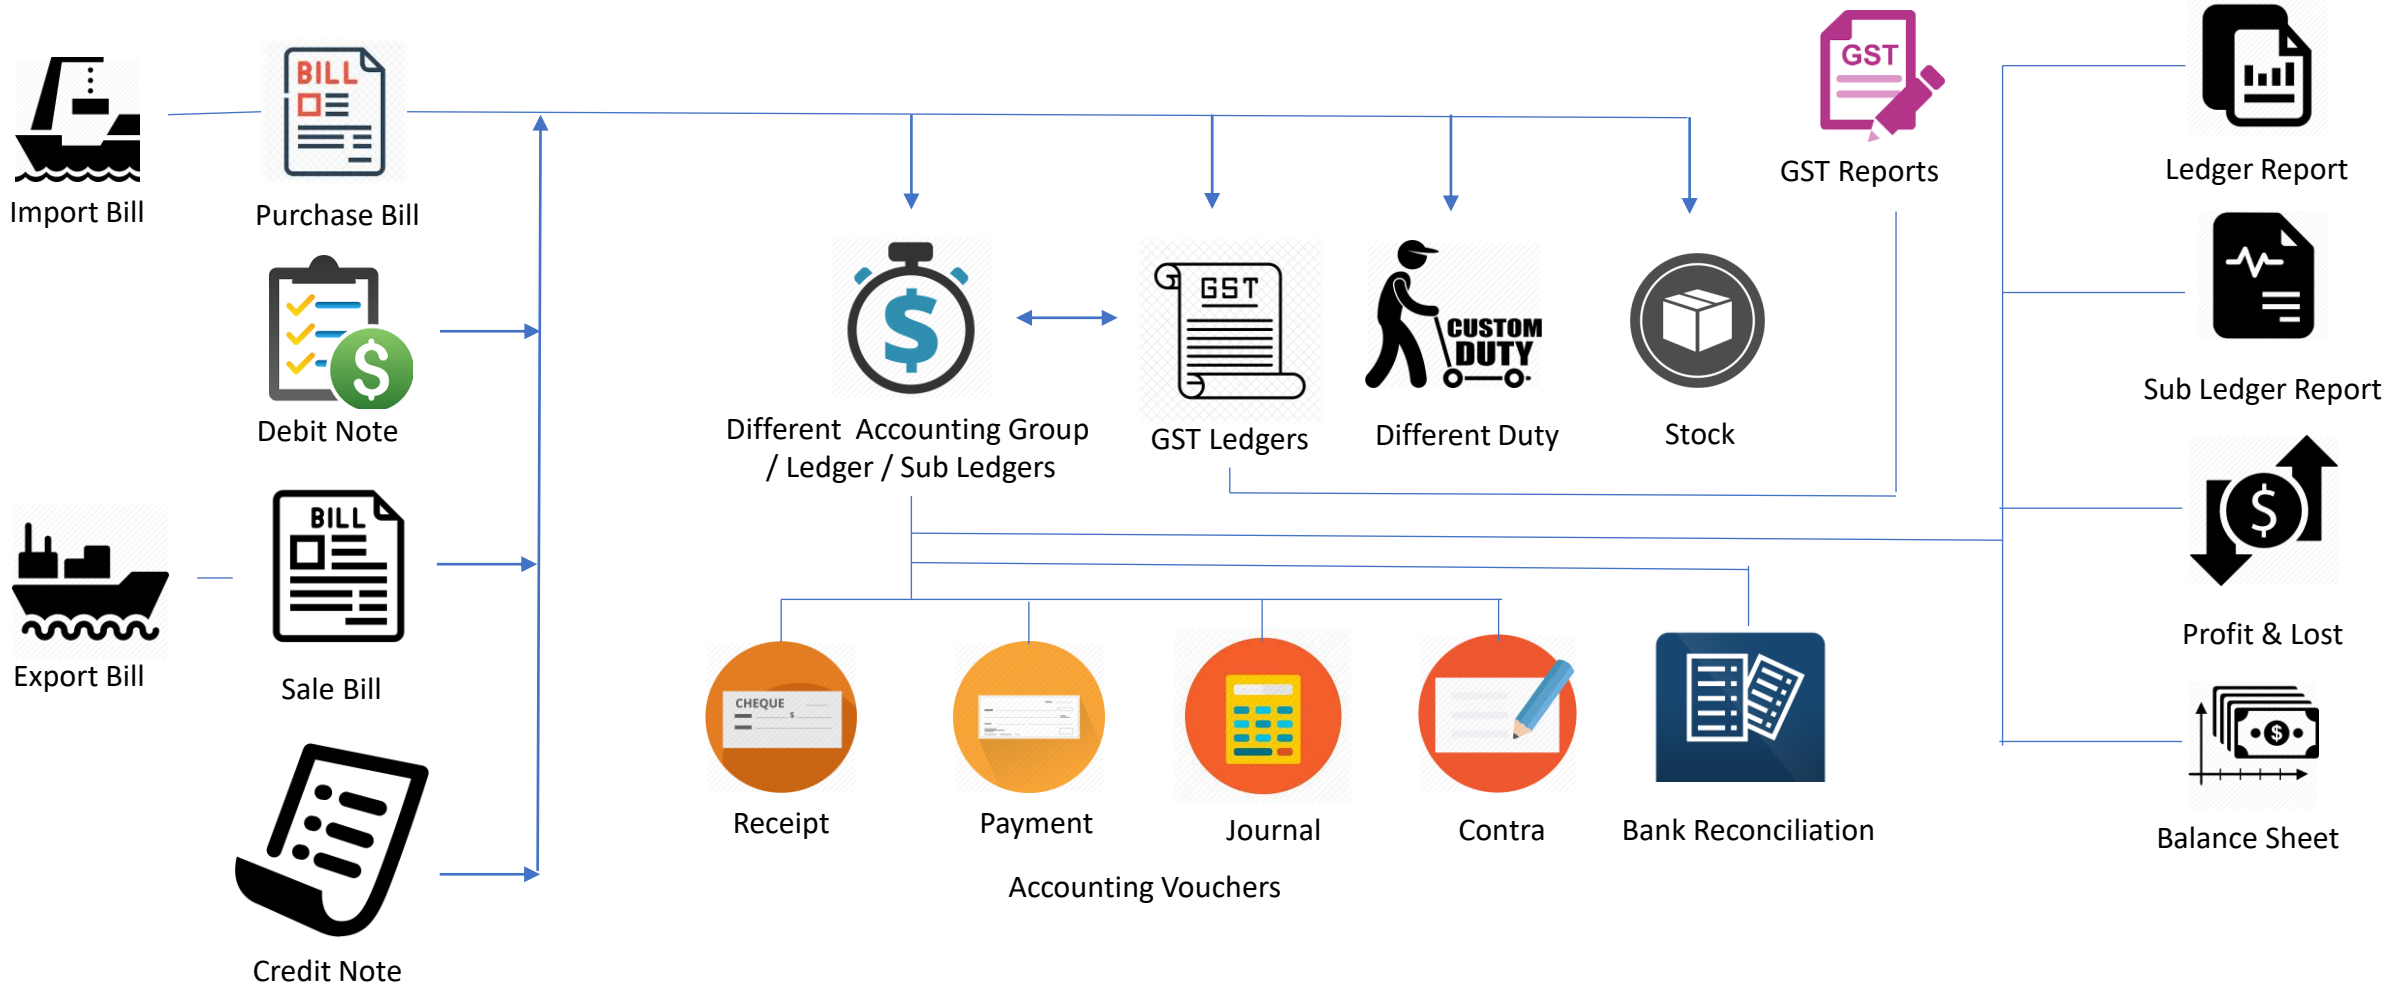 Import Bill
BILL
Purchase Bill
Debit Note
BILL
Export Bill
Sale Bill
Credit Note
Different  Accounting Group
/ Ledger / Sub Ledgers
GST
GST Ledgers
CUSTOM
DUTY
Different Duty
Stock
GST
GST Reports
CHEQUE
$
Receipt
Payment
Journal
Contra
Bank Reconciliation
Accounting Vouchers
Ledger Report
Sub Ledger Report
Profit & Lost
Balance Sheet